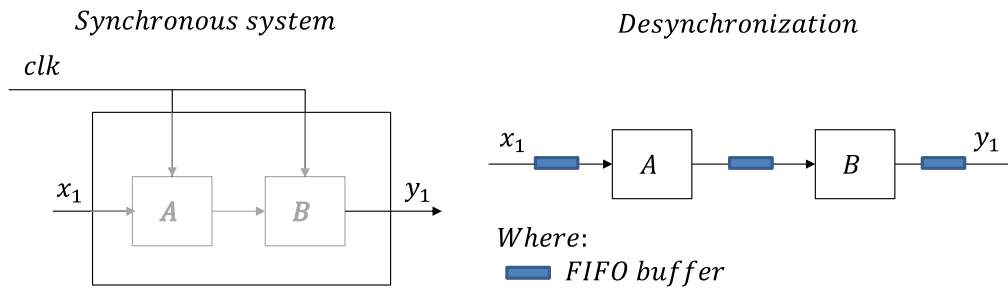 Synchronous system
clk
x₁
A
B
y₁
Desynchronization
x₁
A
B
y₁
Where:
FIFO buffer